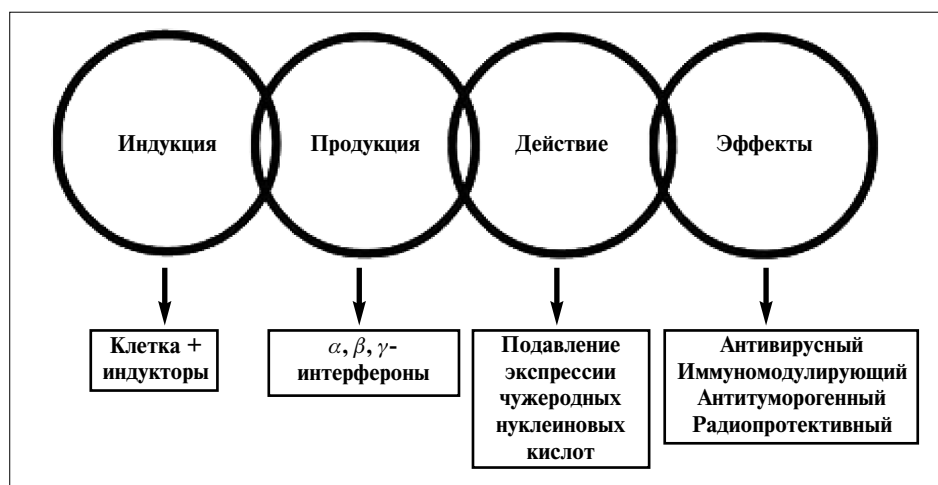 Индукция
Продукция
Действие
Эффекты
Клетка +
индукторы
α, β, γ-
интерфероны
Подавление
экспрессии
чужеродных
нуклеиновых
кислот
Антивирусный
Иммуномодулирующий
Антитуморогенный
Радиопротективный